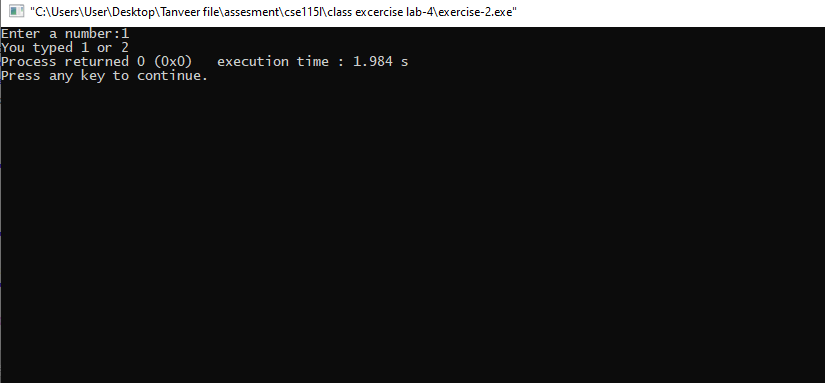 "C:\Users\User\Desktop\Tanveer file\assesment\cse115l\class excercise lab-4\exercise-2.exe"
Enter a number:1
You typed 1 or 2
Process returned 0 (0x0)   execution time : 1.984 s
Press any key to continue.